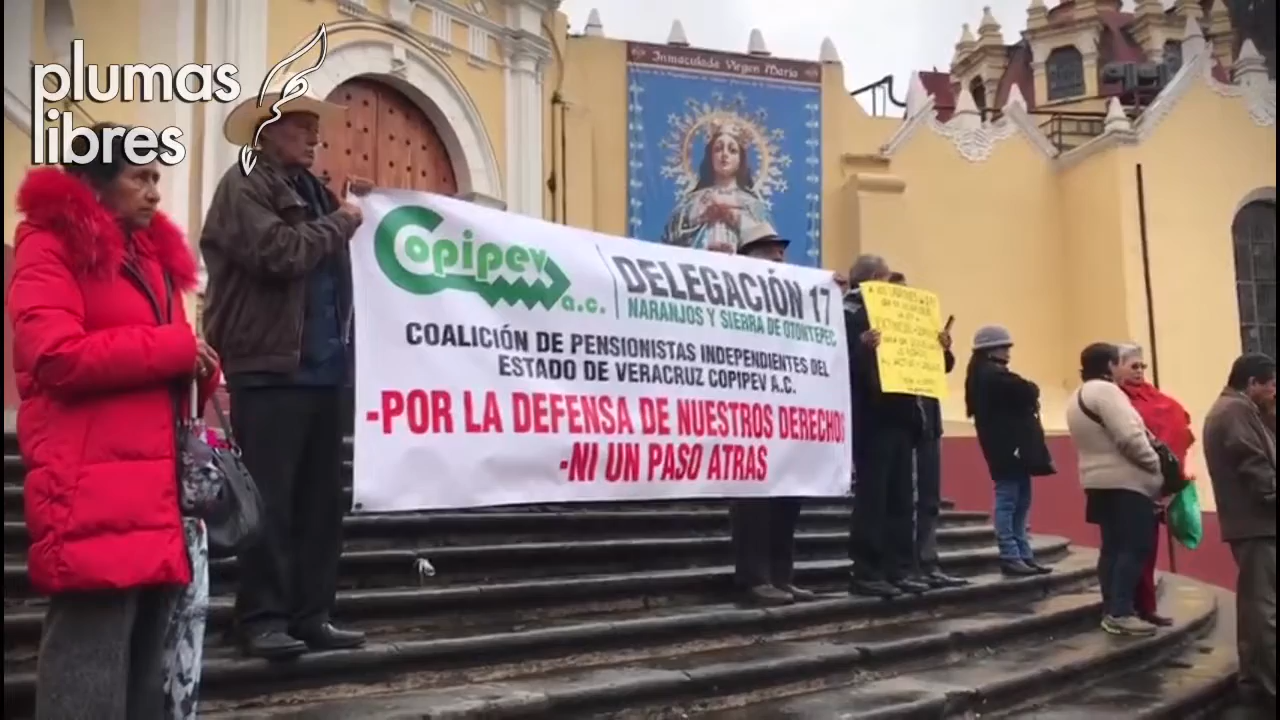 plumas
libres
Inmaculada Virgen María
Copipev a.c.
DELEGACIÓN 17
NARANJOS Y SIERRA DE OTONTEPEC
COALICIÓN DE PENSIONISTAS INDEPENDIENTES DEL
ESTADO DE VERACRUZ COPIPEV A.C.
-POR LA DEFENSA DE NUESTROS DERECHOS
-NI UN PASO ATRAS